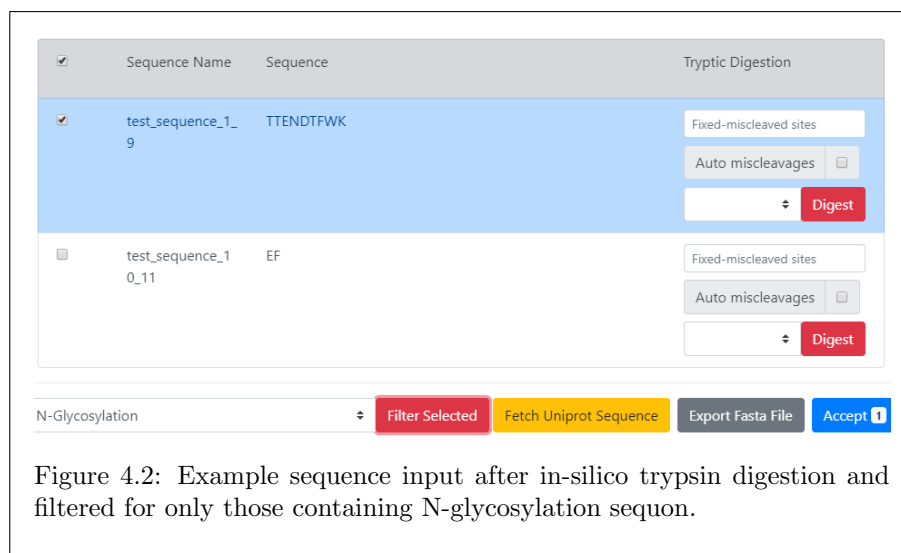 Sequence Name Sequence Tryptic Digestion
test_sequence_1_ TTENDTFWK Fixed-miscleaved sites
9
Auto miscleavages
Digest
test_sequence_1 EF Fixed-miscleaved sites
0_11
Auto miscleavages
Digest
N-Glycosylation Filter Selected Fetch Uniprot Sequence Export Fasta File Accept 1
Figure 4.2: Example sequence input after in-silico trypsin digestion and
filtered for only those containing N-glycosylation sequon.